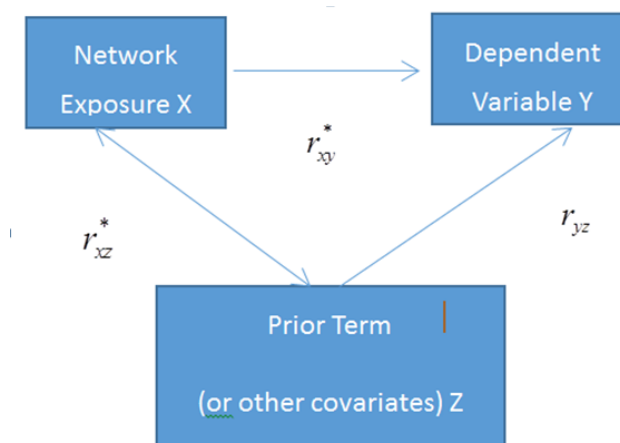 Network
Exposure X
Dependent
Variable Y
r*xy
r*xz
ryz
Prior Term
(or other covariates) Z